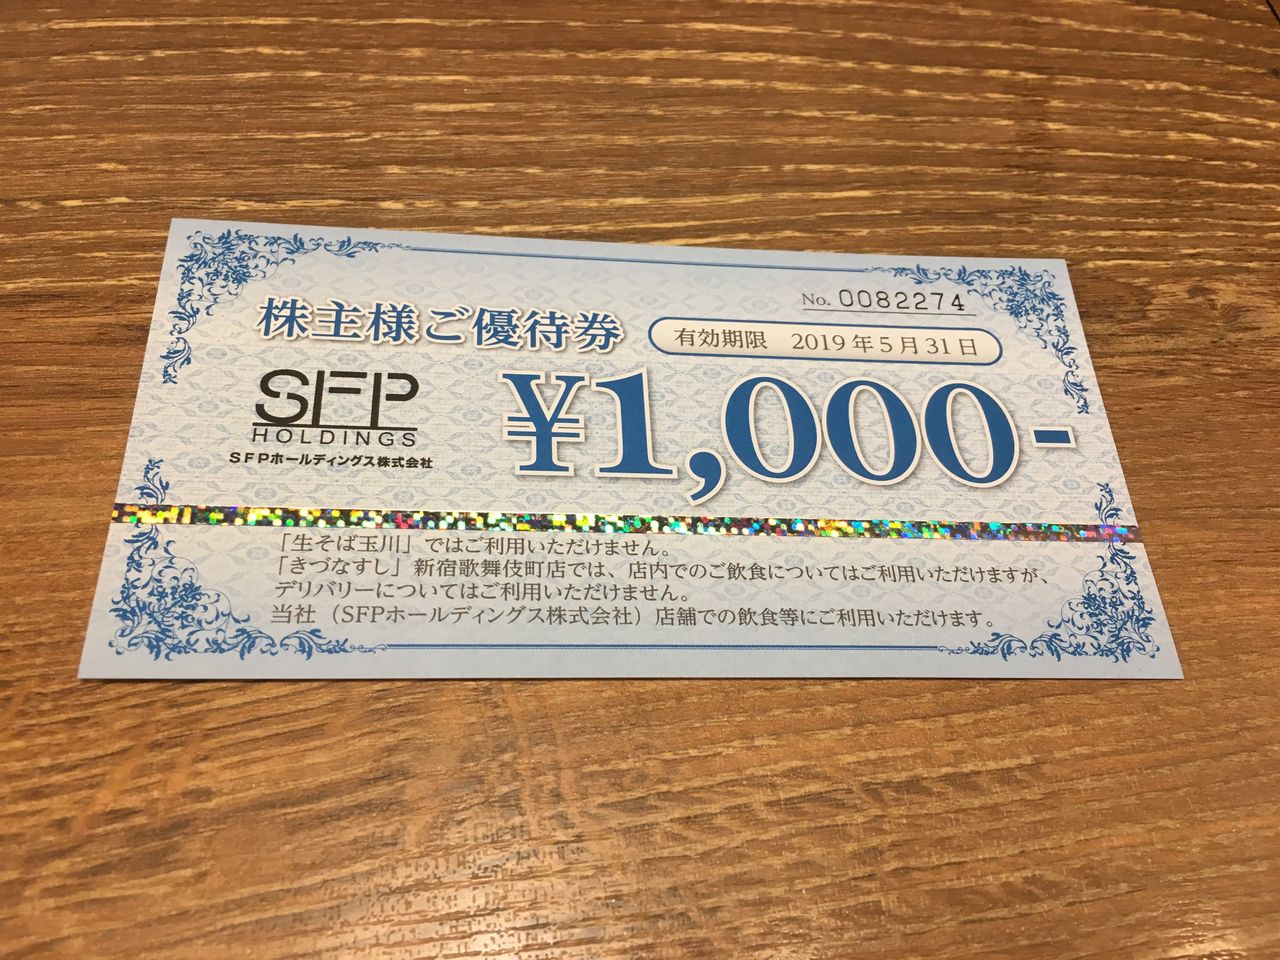 No. 0082274
株主様ご優待券
有効期限 2019年5月31日
SFP
HOLDINGS
SFPホールディングス株式会社
¥1,000-
「生そば玉川」ではご利用いただけません。
「きづなすし」新宿歌舞伎町店では、店内でのご飲食についてはご利用いただけますが、
デリバリーについてはご利用いただけません。
当社（SFPホールディングス株式会社）店舗での飲食等にご利用いただけます。